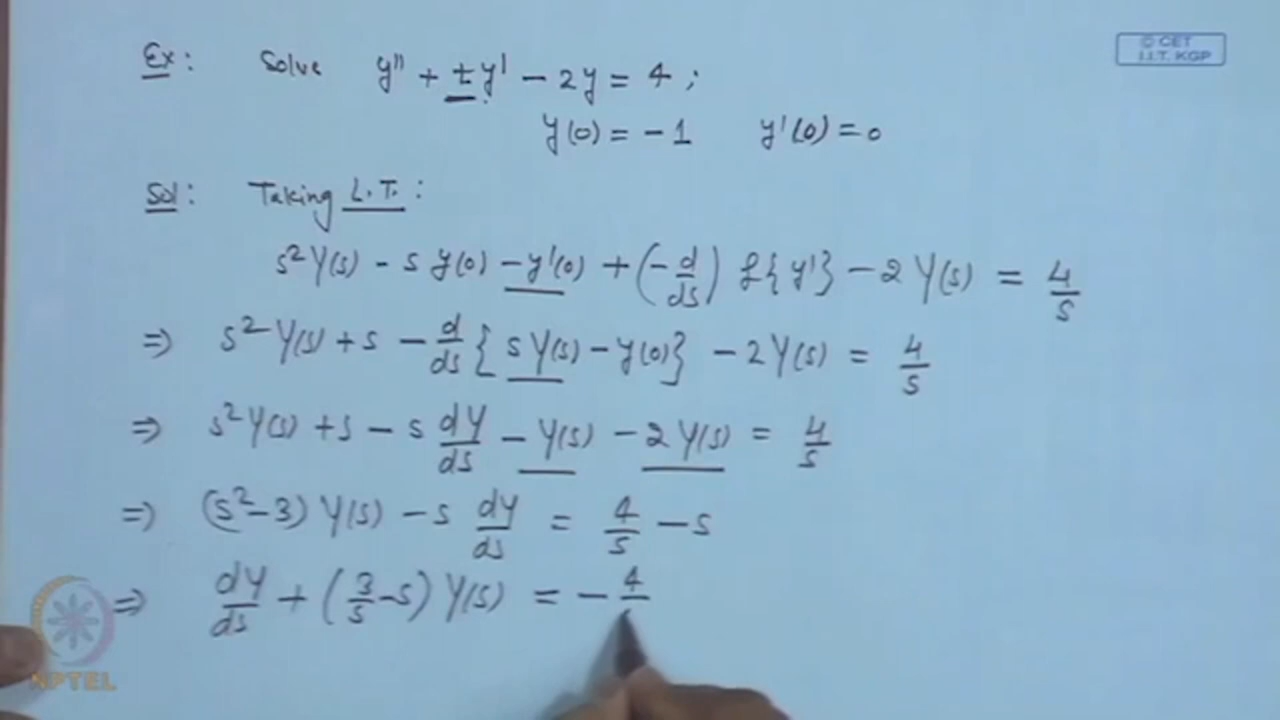 © CET
I.I.T. KGP
Ex: Solve y'' + ty' - 2y = 4 ;
y(0) = -1 y'(0) = 0
Sol: Taking L.T. :
s²Y(s) - s y(0) - y'(0) + (-d/ds) L{y'} - 2Y(s) = 4/s
⇒ s²Y(s) + s - d/ds {sY(s) - y(0)} - 2Y(s) = 4/s
⇒ s²Y(s) + s - s dY/ds - Y(s) - 2Y(s) = 4/s
⇒ (s²-3) Y(s) - s dY/ds = 4/s - s
⇒ dY/ds + (3/s - s) Y(s) = - 4/
NPTEL